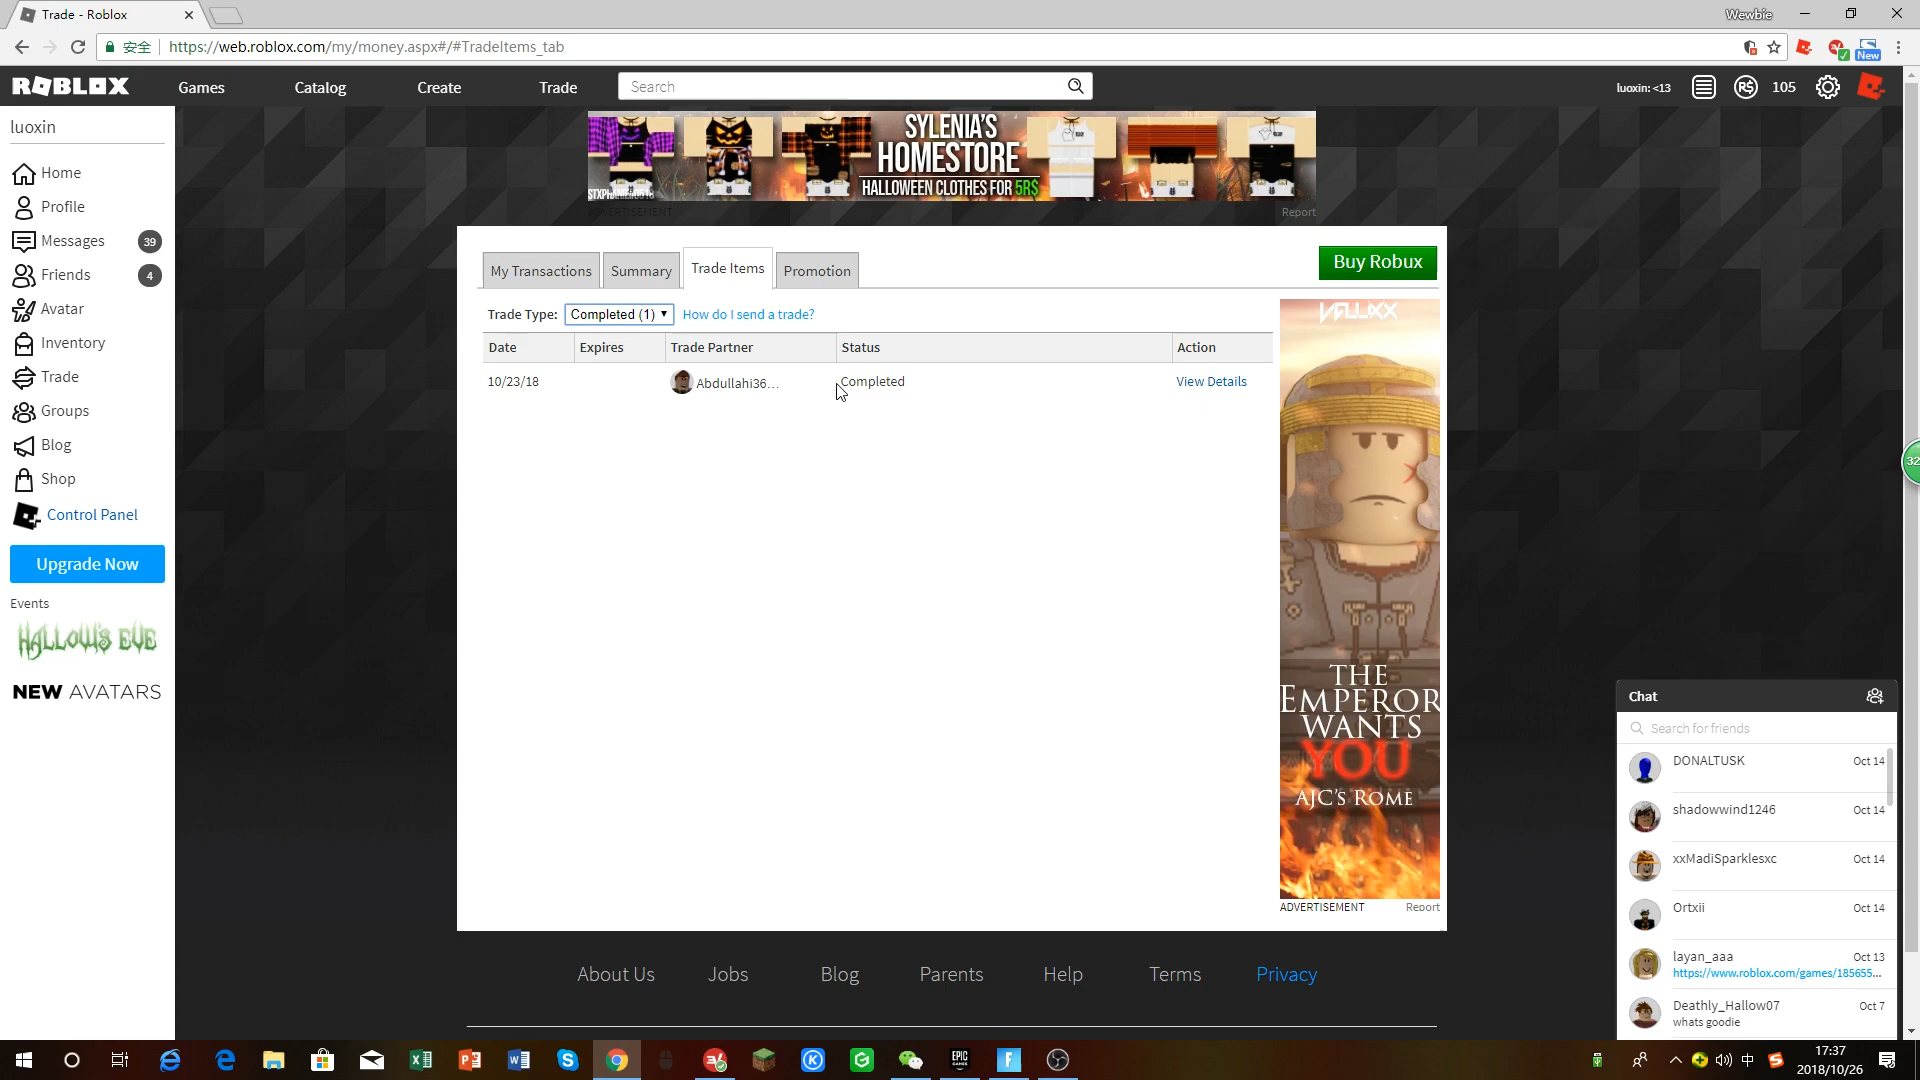 Trade - Roblox
Wewbie
安全
https://web.roblox.com/my/money.aspx#/#TradeItems_tab
New
ROBLOX
Games
Catalog
Create
Trade
Search
luoxin: <13
R$
105
luoxin
Home
Profile
Messages
39
Friends
4
Avatar
Inventory
Trade
Groups
Blog
Shop
Control Panel
Upgrade Now
Events
HALLOW'S EVE
NEW AVATARS
SYLENIA'S
HOMESTORE
HALLOWEEN CLOTHES FOR 5R$
ADVERTISEMENT
Report
My Transactions
Summary
Trade Items
Promotion
Buy Robux
Trade Type:
Completed (1)
How do I send a trade?
Date
Expires
Trade Partner
Status
Action
10/23/18
Abdullahi36...
Completed
View Details
THE
EMPEROR
WANTS
YOU
AJC'S ROME
ADVERTISEMENT
Report
32
Chat
Search for friends
DONALTUSK
Oct 14
shadowwind1246
Oct 14
xxMadiSparklesxc
Oct 14
Ortxii
Oct 14
layan_aaa
Oct 13
https://www.roblox.com/games/185655...
Deathly_Hallow07
Oct 7
whats goodie
About Us
Jobs
Blog
Parents
Help
Terms
Privacy
EPIC
GAMES
中
17:37
2018/10/26